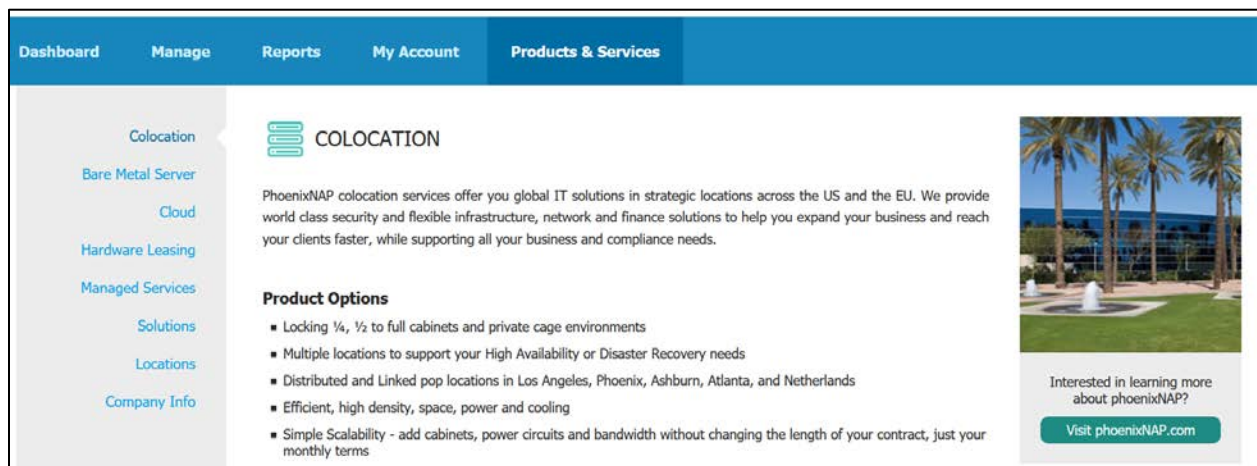 Dashboard Manage Reports My Account Products & Services
Colocation
Bare Metal Server
Cloud
Hardware Leasing
Managed Services
Solutions
Locations
Company Info
COLOCATION
PhoenixNAP colocation services offer you global IT solutions in strategic locations across the US and the EU. We provide
world class security and flexible infrastructure, network and finance solutions to help you expand your business and reach
your clients faster, while supporting all your business and compliance needs.
Product Options
▪ Locking ¼, ½ to full cabinets and private cage environments
▪ Multiple locations to support your High Availability or Disaster Recovery needs
▪ Distributed and Linked pop locations in Los Angeles, Phoenix, Ashburn, Atlanta, and Netherlands
▪ Efficient, high density, space, power and cooling
▪ Simple Scalability - add cabinets, power circuits and bandwidth without changing the length of your contract, just your
monthly terms
Interested in learning more
about phoenixNAP?
Visit phoenixNAP.com